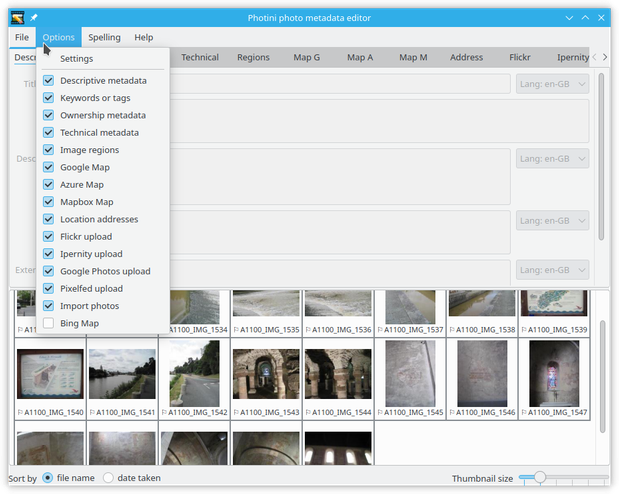 Photini photo metadata editor
File Options Spelling Help
Descr Technical Regions Map G Map A Map M Address Flickr Ipernity
Settings
Descriptive metadata
Keywords or tags
Ownership metadata
Technical metadata
Image regions
Google Map
Azure Map
Mapbox Map
Location addresses
Flickr upload
Ipernity upload
Google Photos upload
Pixelfed upload
Import photos
Bing Map
Titl Lang: en-GB
Desc Lang: en-GB
Lang: en-GB
Exter Lang: en-GB
A11 A1100_IMG_1534 A1100_IMG_1535 A1100_IMG_1536 A1100_IMG_1537 A1100_IMG_1538 A1100_IMG_1539
A1100_IMG_1540 A1100_IMG_1541 A1100_IMG_1542 A1100_IMG_1543 A1100_IMG_1544 A1100_IMG_1545 A1100_IMG_1546 A1100_IMG_1547
Sort by file name date taken Thumbnail size